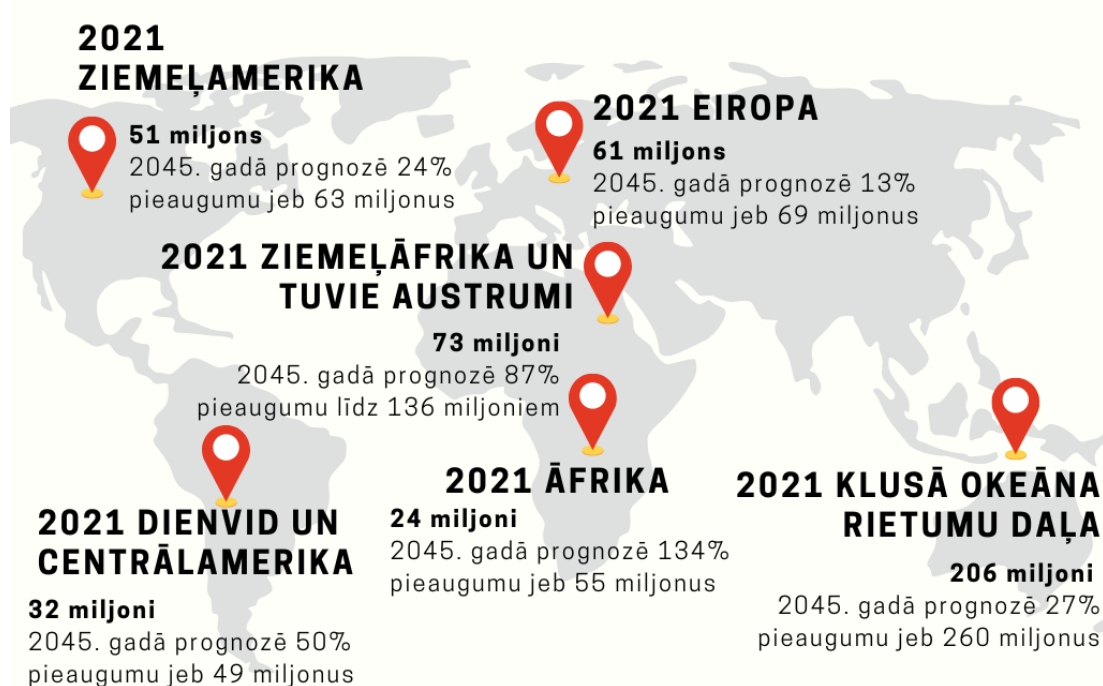 2021
ZIEMEĻAMERIKA
51 miljons
2045. gadā prognozē 24%
pieaugumu jeb 63 miljonus
2021 EIROPA
61 miljons
2045. gadā prognozē 13%
pieaugumu jeb 69 miljonus
2021 ZIEMEĻĀFRIKA UN
TUVIE AUSTRUMI
73 miljoni
2045. gadā prognozē 87%
pieaugumu līdz 136 miljoniem
2021 DIENVID UN
CENTRĀLAMERIKA
32 miljoni
2045. gadā prognozē 50%
pieaugumu jeb 49 miljonus
2021 ĀFRIKA
24 miljoni
2045. gadā prognozē 134%
pieaugumu jeb 55 miljonus
2021 KLUSĀ OKEĀNA
RIETUMU DAĻA
206 miljoni
2045. gadā prognozē 27%
pieaugumu jeb 260 miljonus